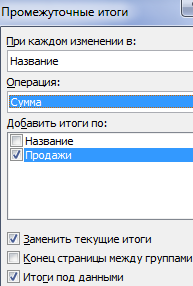 Промежуточные итоги
При каждом изменении в:
Название
Операция:
Сумма
Добавить итоги по:
Название
Продажи
Заменить текущие итоги
Конец страницы между группами
Итоги под данными